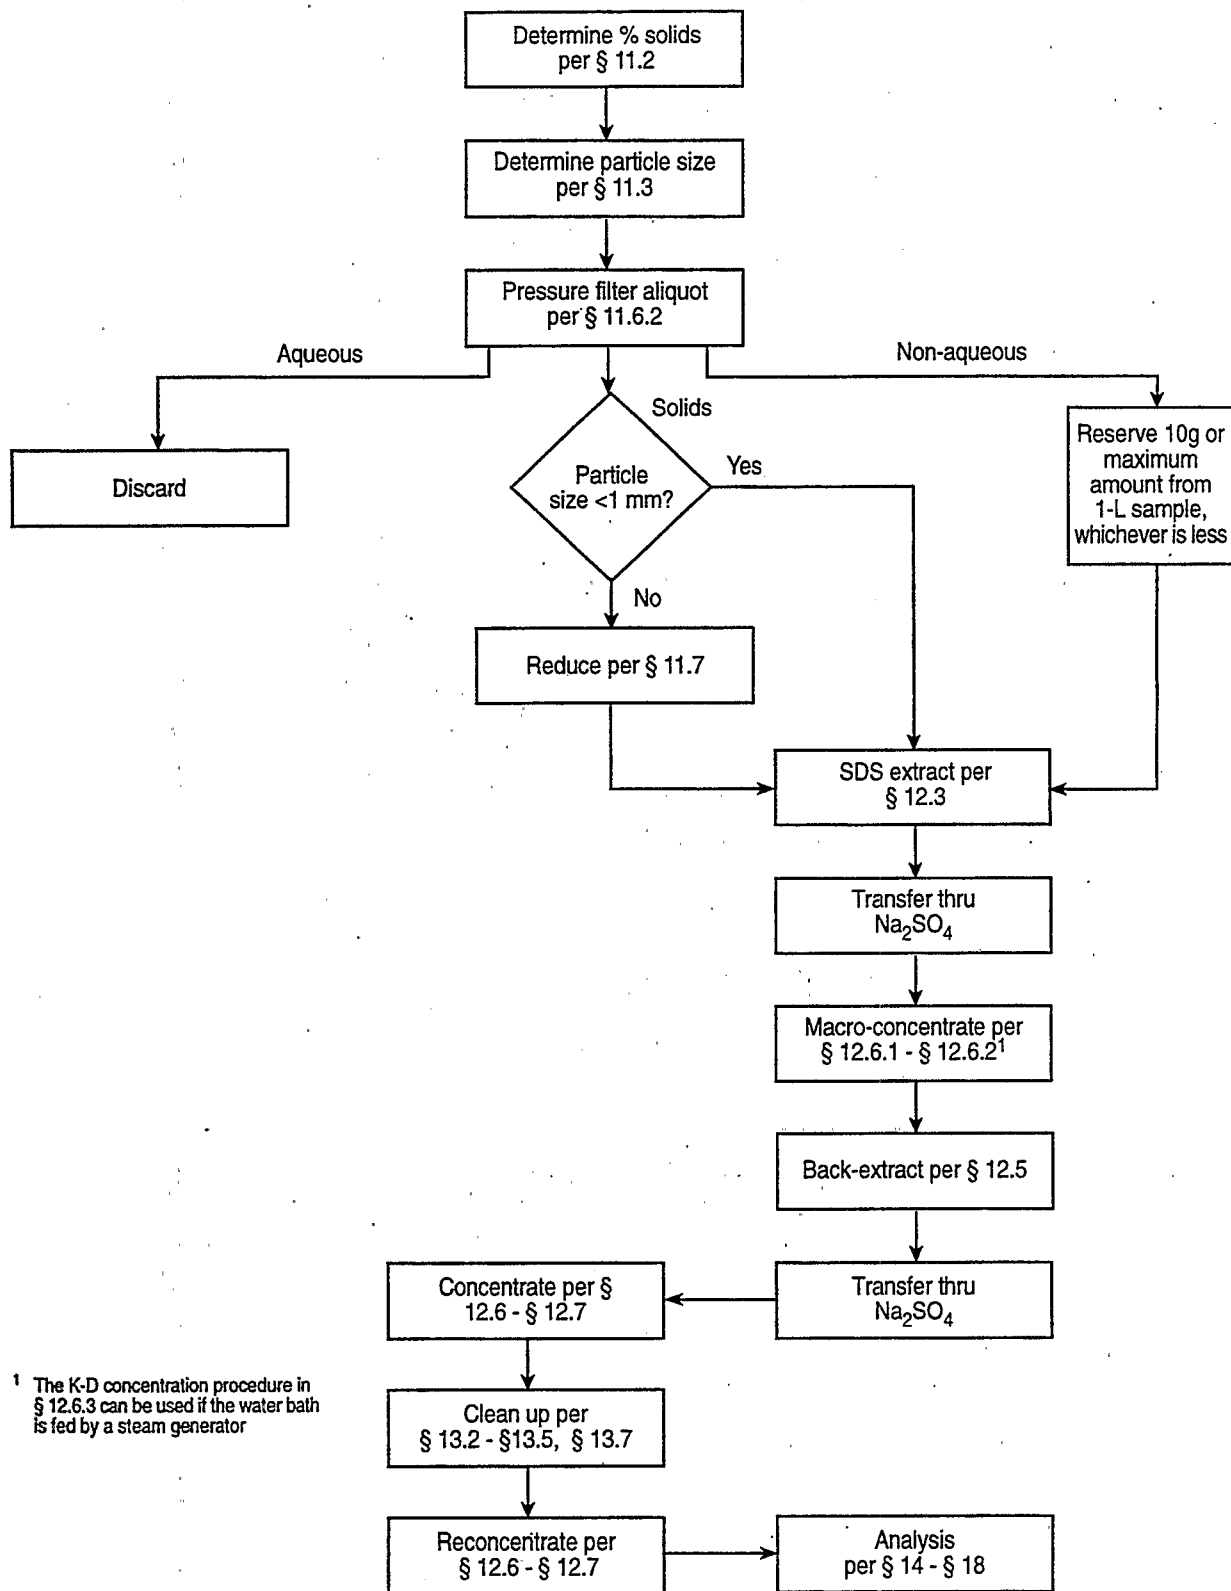 Determine % solids
per § 11.2
Determine particle size
per § 11.3
Pressure filter aliquot
per § 11.6.2
Aqueous
Non-aqueous
Solids
Discard
Particle
size <1 mm?
Yes
Reserve 10g or
maximum
amount from
1-L sample,
whichever is less
No
Reduce per § 11.7
SDS extract per
§ 12.3
Transfer thru
Na₂SO₄
Macro-concentrate per
§ 12.6.1 - § 12.6.2¹
Back-extract per § 12.5
Transfer thru
Na₂SO₄
Concentrate per §
12.6 - § 12.7
¹ The K-D concentration procedure in
§ 12.6.3 can be used if the water bath
is fed by a steam generator
Clean up per
§ 13.2 - §13.5, § 13.7
Reconcentrate per
§ 12.6 - § 12.7
Analysis
per § 14 - § 18